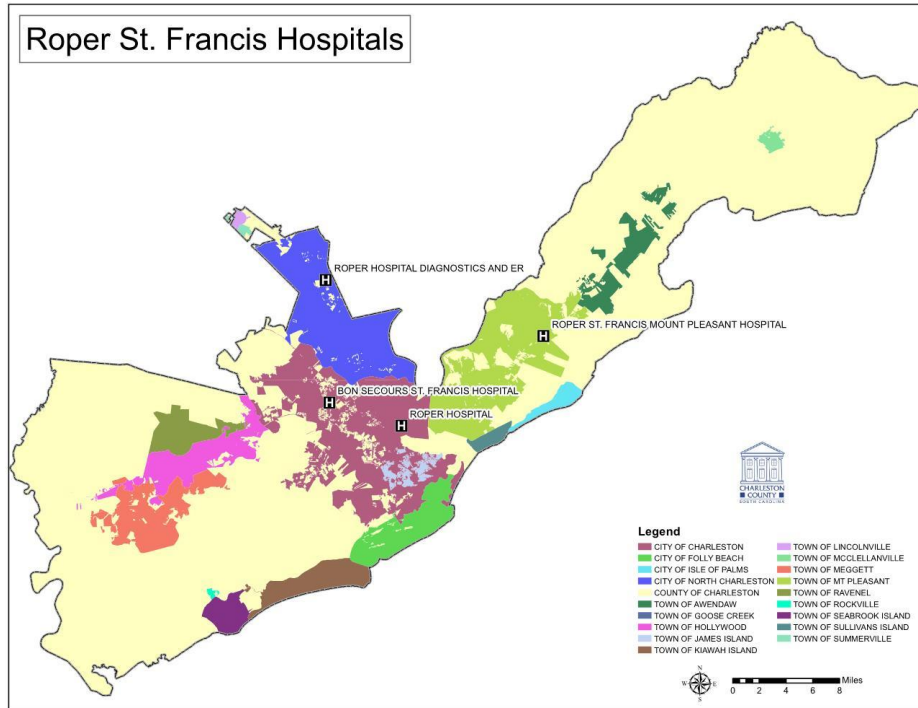 Roper St. Francis Hospitals
ROPER HOSPITAL DIAGNOSTICS AND ER
ROPER ST. FRANCIS MOUNT PLEASANT HOSPITAL
BON SECOURS ST. FRANCIS HOSPITAL
ROPER HOSPITAL
H
H
H
H
CHARLESTON
COUNTY
SOUTH CAROLINA
Legend
CITY OF CHARLESTON
CITY OF FOLLY BEACH
CITY OF ISLE OF PALMS
CITY OF NORTH CHARLESTON
COUNTY OF CHARLESTON
TOWN OF AWENDAW
TOWN OF GOOSE CREEK
TOWN OF HOLLYWOOD
TOWN OF JAMES ISLAND
TOWN OF KIAWAH ISLAND
TOWN OF LINCOLNVILLE
TOWN OF MCCLELLANVILLE
TOWN OF MEGGETT
TOWN OF MT PLEASANT
TOWN OF RAVENEL
TOWN OF ROCKVILLE
TOWN OF SEABROOK ISLAND
TOWN OF SULLIVANS ISLAND
TOWN OF SUMMERVILLE
N
W E
S
Miles
0 1 2 4 6 8